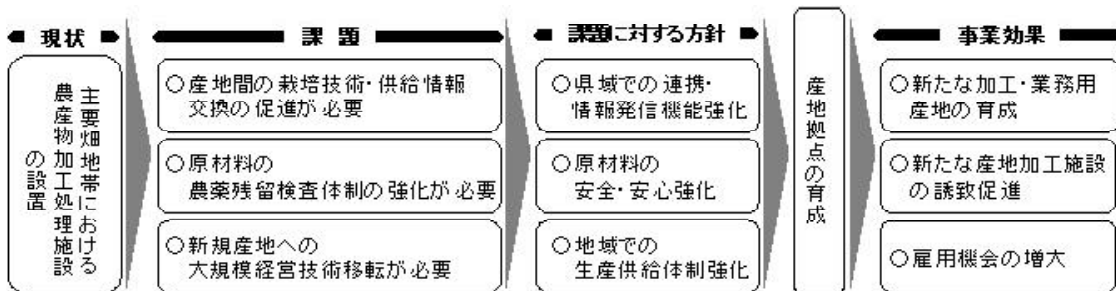 現状
主要畑地帯における
農産物加工処理施設
の設置
課題
○産地間の栽培技術・供給情報
交換の促進が必要
○原材料の
農薬残留検査体制の強化が必要
○新規産地への
大規模経営技術移転が必要
課題に対する方針
○県域での連携・
情報発信機能強化
○原材料の
安全・安心強化
○地域での
生産供給体制強化
産地拠点の育成
事業効果
○新たな加工・業務用
産地の育成
○新たな産地加工施設
の誘致促進
○雇用機会の増大